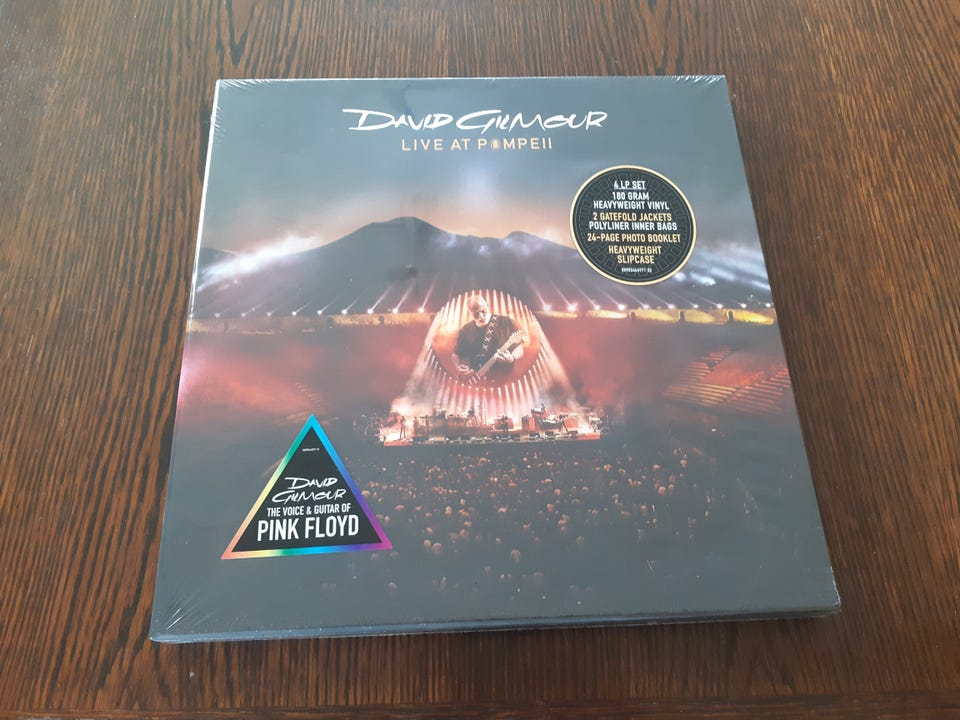 DAVID GILMOUR
LIVE AT POMPEII
4 LP SET
180 GRAM
HEAVYWEIGHT VINYL
2 GATEFOLD JACKETS
POLYLINER INNER BAGS
24-PAGE PHOTO BOOKLET
HEAVYWEIGHT
SLIPCASE
DAVID
GILMOUR
THE VOICE & GUITAR OF
PINK FLOYD